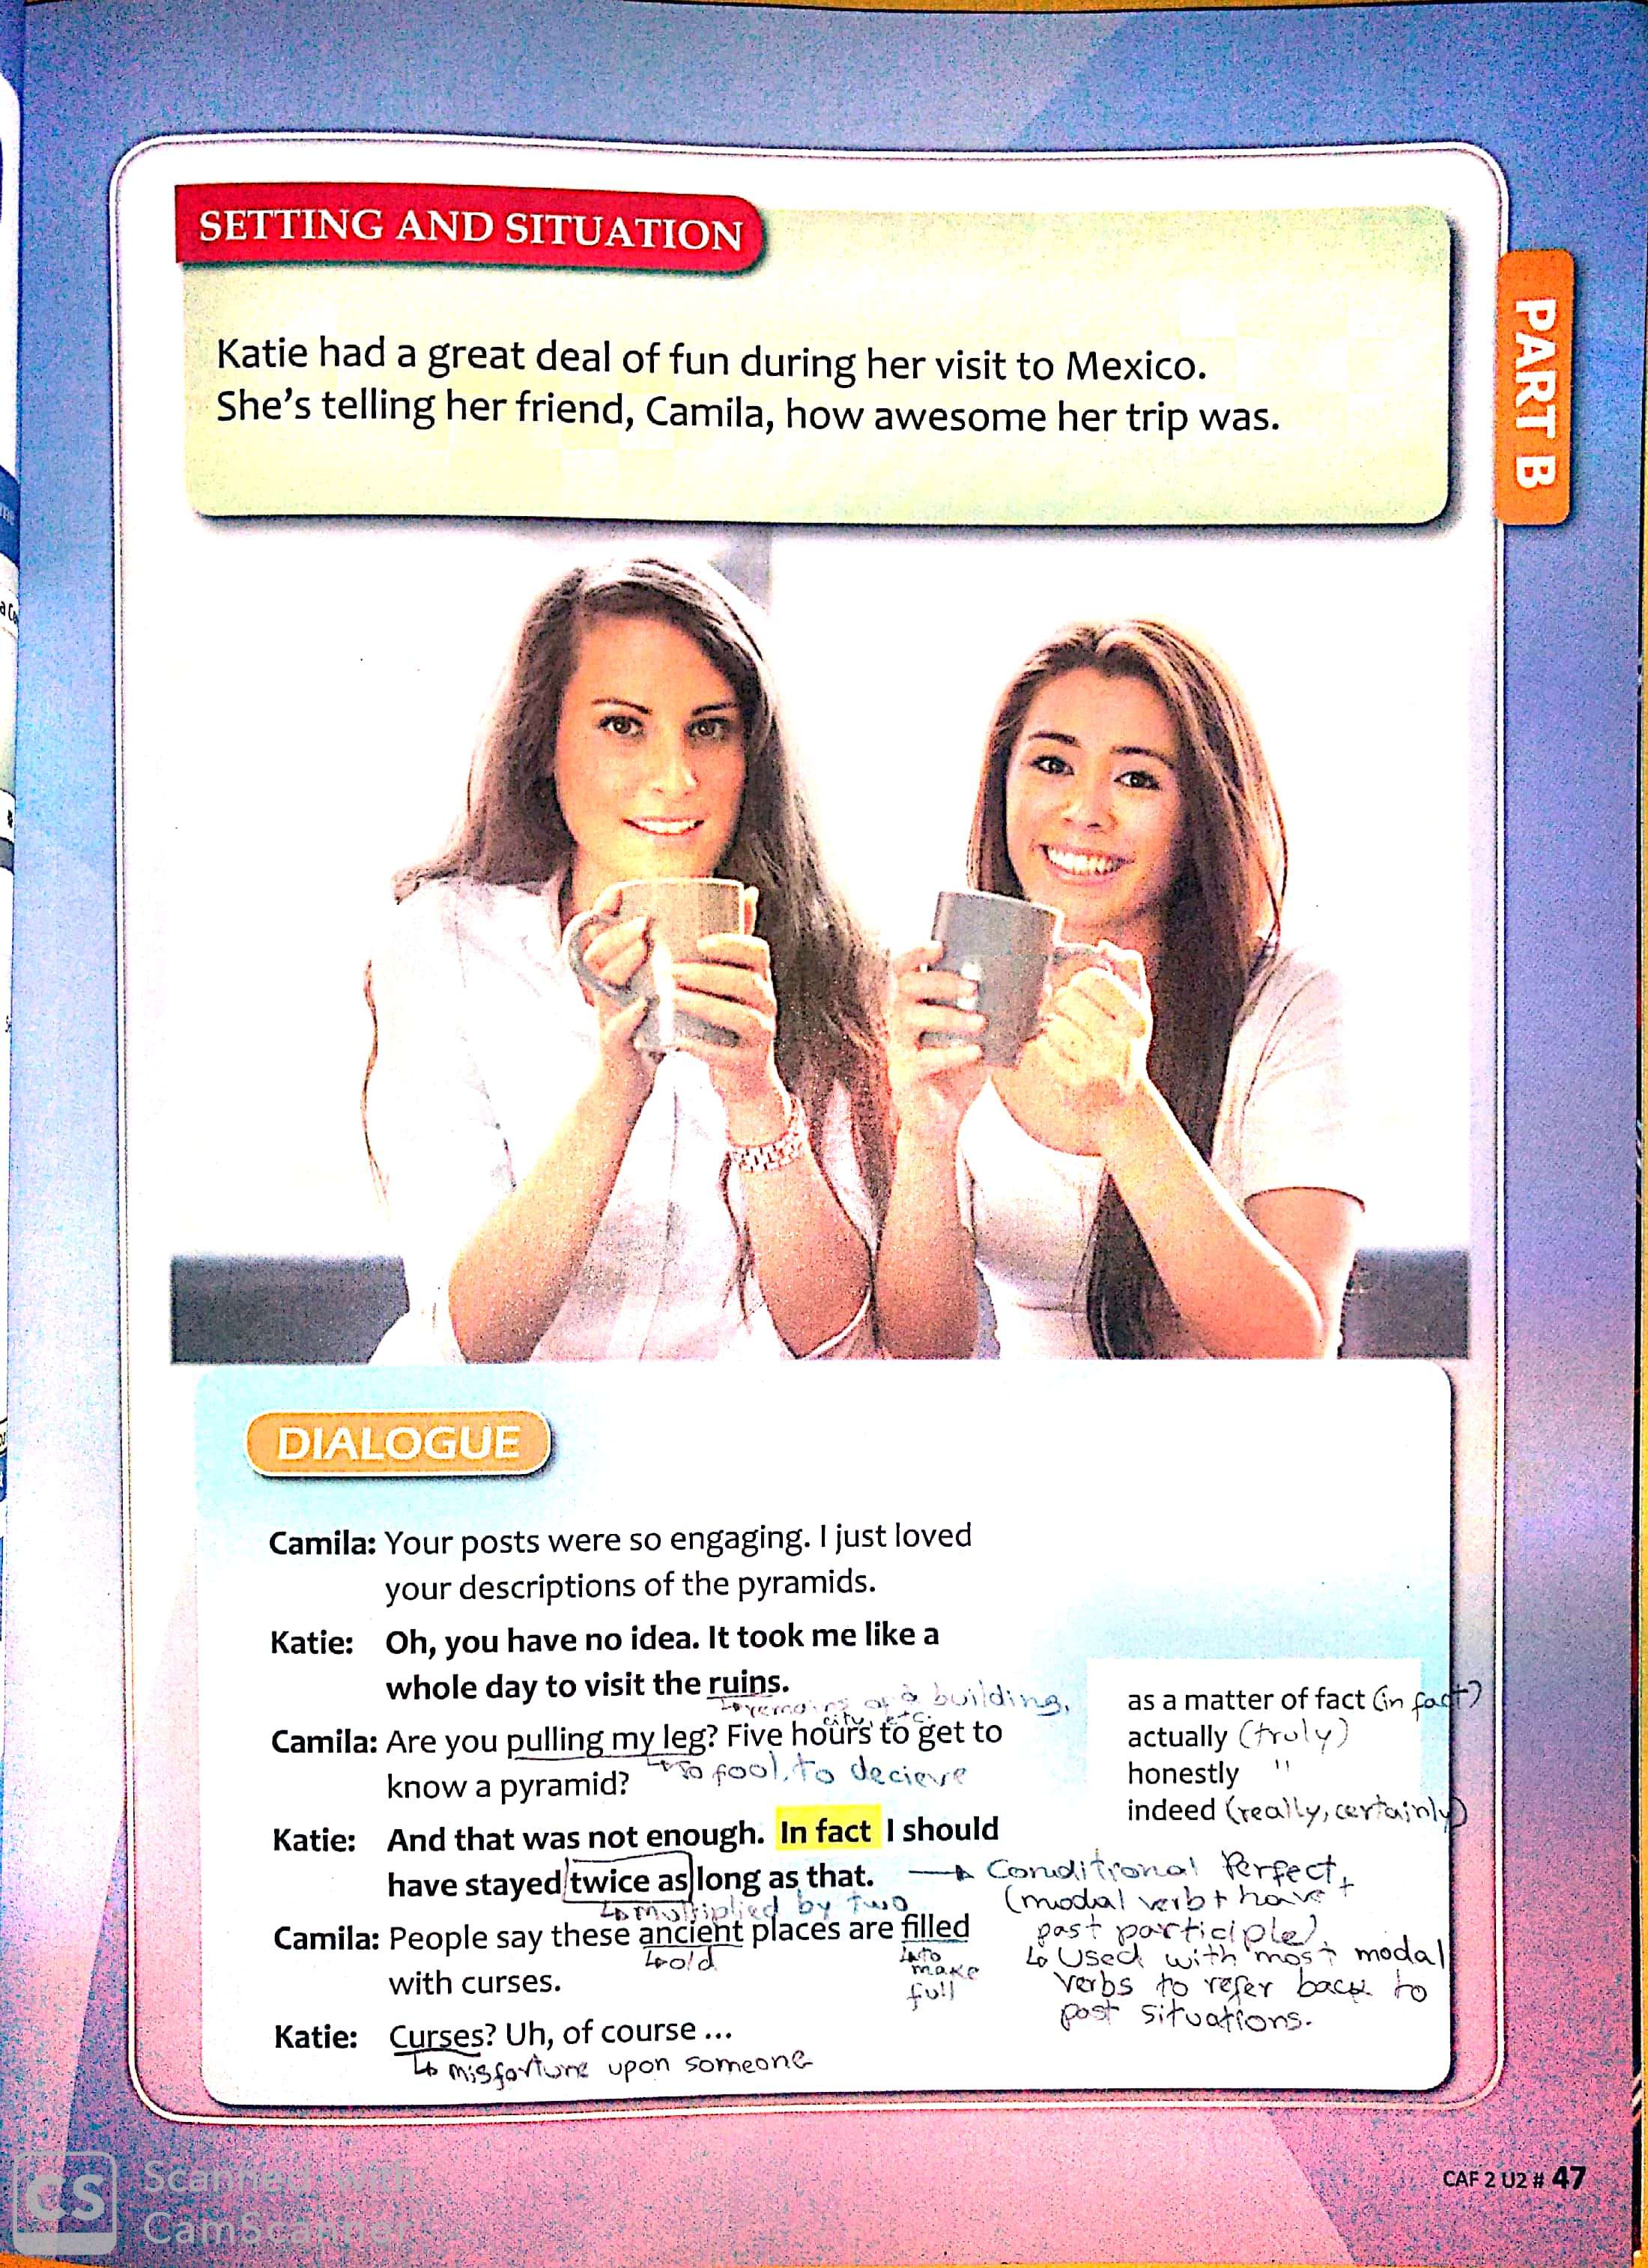 SETTING AND SITUATION
Katie had a great deal of fun during her visit to Mexico.
She's telling her friend, Camila, how awesome her trip was.
PART B
DIALOGUE
Camila: Your posts were so engaging. I just loved
your descriptions of the pyramids.
Katie: Oh, you have no idea. It took me like a
whole day to visit the ruins.
↳ remains of a building,
city, etc.
Camila: Are you pulling my leg? Five hours to get to
know a pyramid?
↳ To fool, to decieve
Katie: And that was not enough. In fact I should
have stayed twice as long as that.
↳ multiplied by two
Camila: People say these ancient places are filled
with curses.
↳ old
↳ to
make
full
Katie: Curses? Uh, of course ...
↳ misfortune upon someone
as a matter of fact (in fact)
actually (truly)
honestly "
indeed (really, certainly)
→ Conditional Perfect,
(modal verb + have +
past participle).
↳ Used with most modal
verbs to refer back to
past situations.
CAF 2 U2 # 47
CS
Scanned with
CamScanner